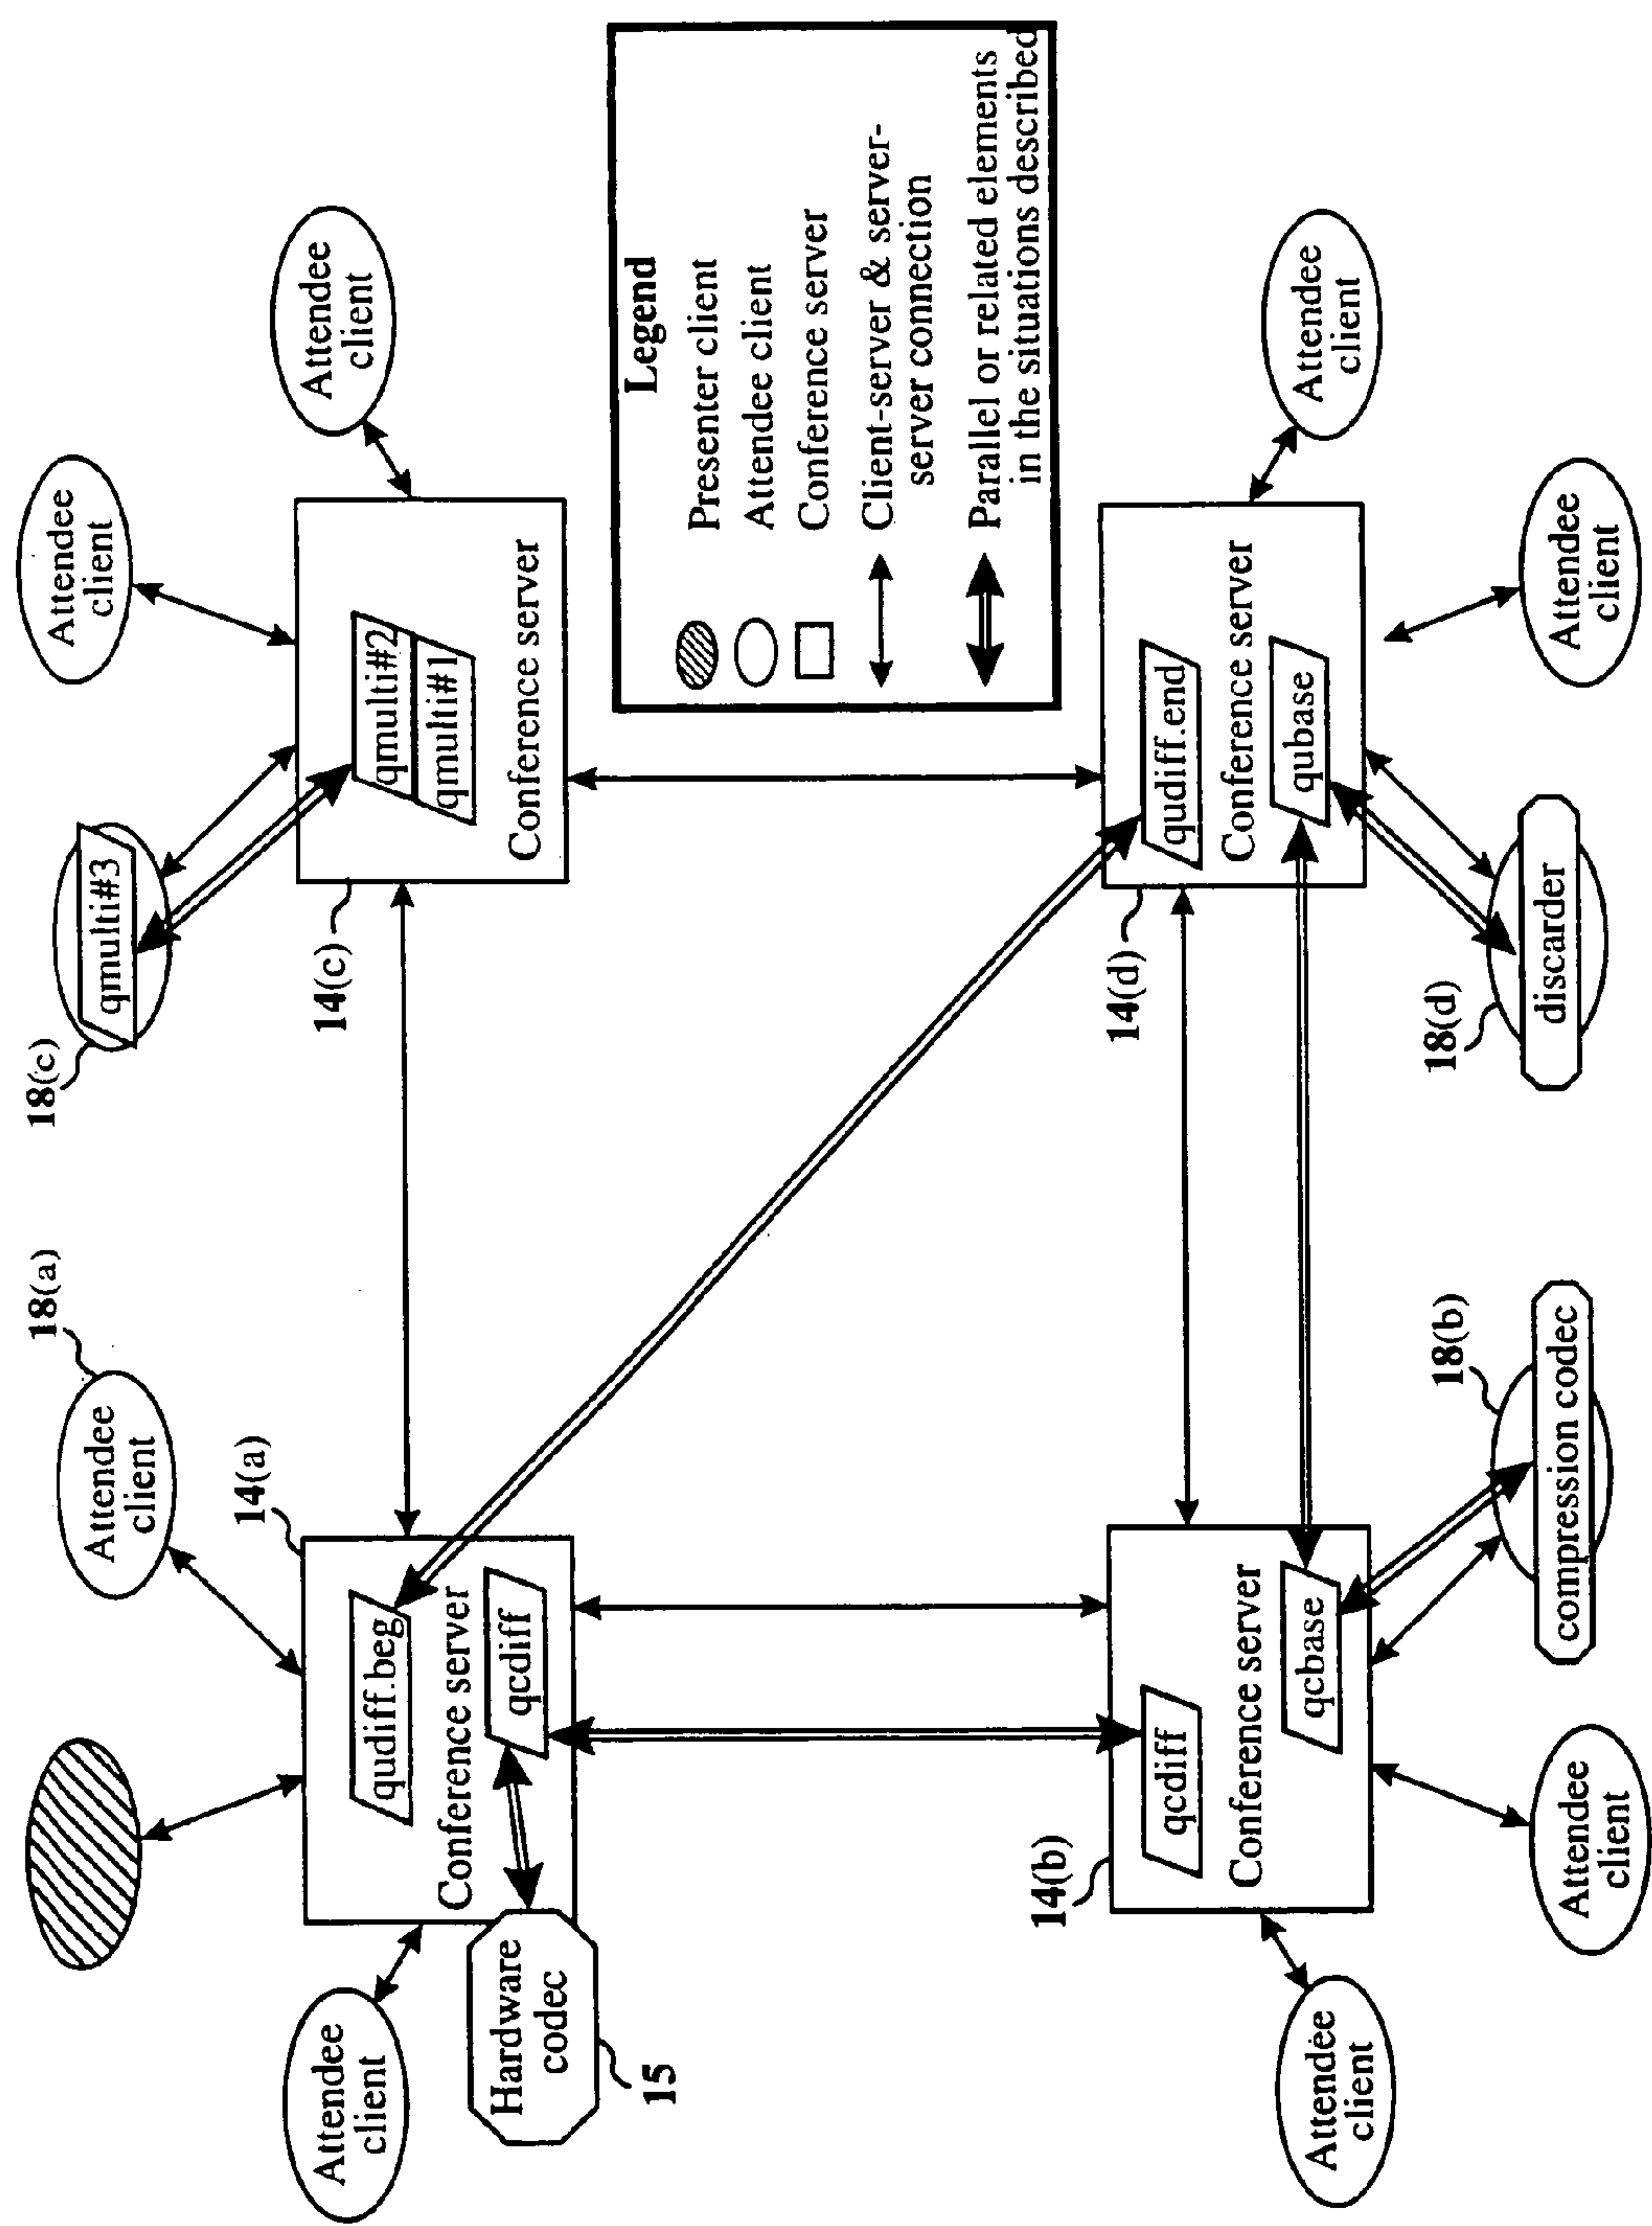 18(a)
18(c)
Attendee
client
Attendee
client
qmulti#3
Attendee
client
Attendee
client
14(a)
14(c)
qudiff.beg
Conference server
qcdiff
qmulti#2
qmulti#1
Conference server
Hardware
codec
15
Legend
Presenter client
Attendee client
Conference server
Client-server & server-
server connection
Parallel or related elements
in the situations described
14(b)
14(d)
qcdiff
Conference server
qcbase
qudiff.end
Conference server
qubase
Attendee
client
Attendee
client
18(b)
18(d)
Attendee
client
compression codec
discarder
Attendee
client